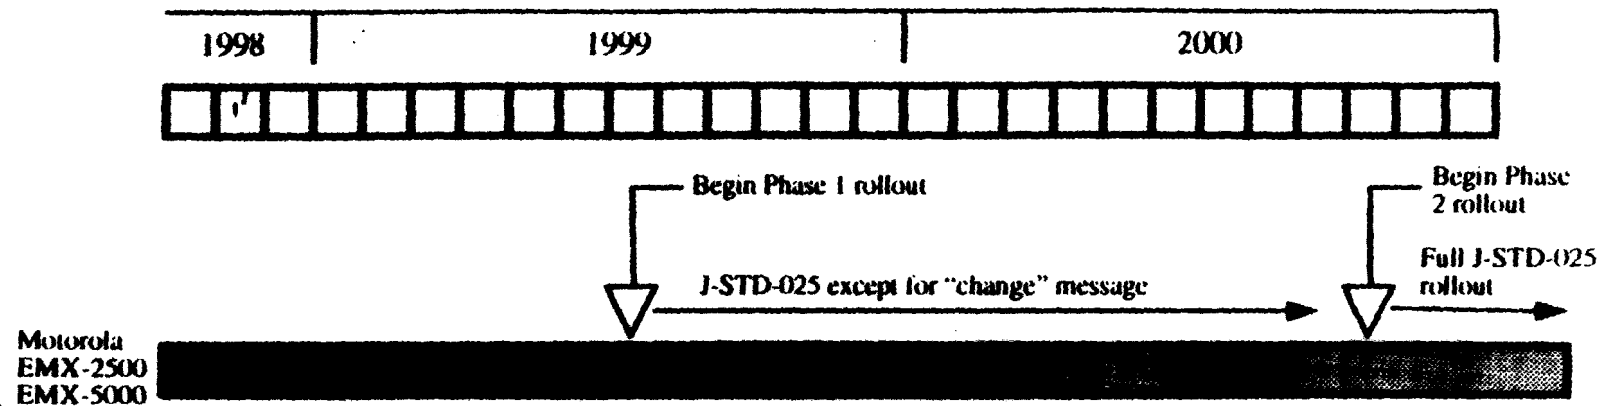 1998 1999 2000
Begin Phase 1 rollout
Begin Phase
2 rollout
J-STD-025 except for "change" message
Full J-STD-025
rollout
Motorola
EMX-2500
EMX-5000